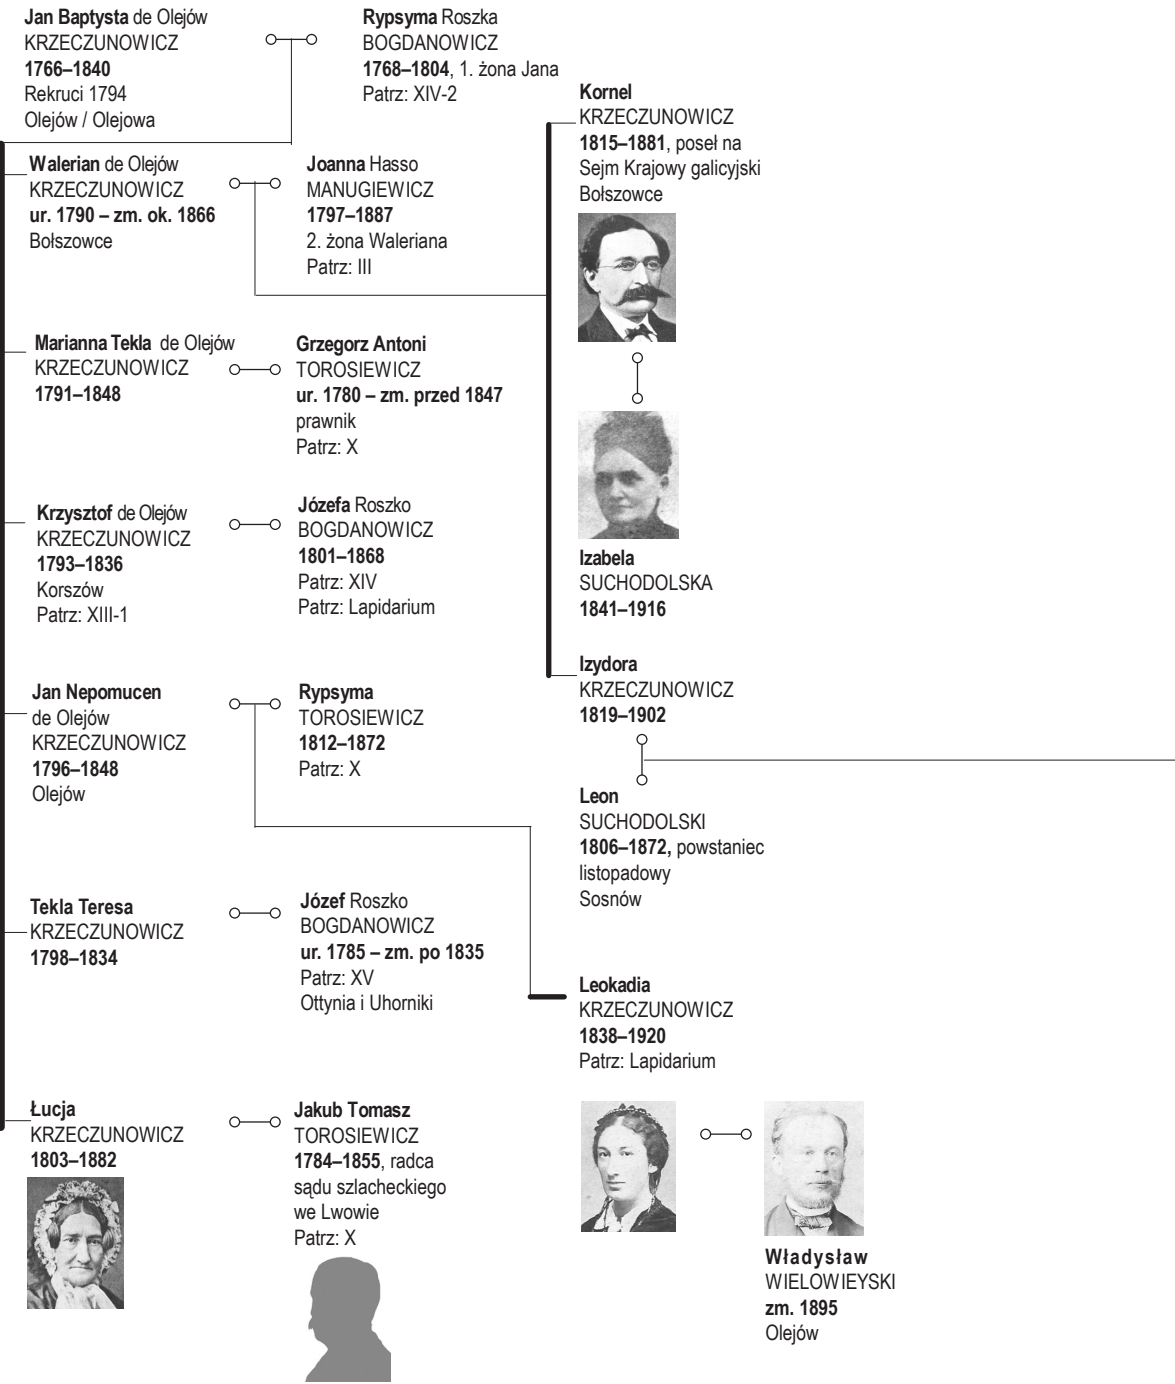 Jan Baptysta de Olejów
KRZECZUNOWICZ
1766–1840
Rekruci 1794
Olejów / Olejowa
Rypsyma Roszka
BOGDANOWICZ
1768–1804, 1. żona Jana
Patrz: XIV-2
Walerian de Olejów
KRZECZUNOWICZ
ur. 1790 – zm. ok. 1866
Bołszowce
Joanna Hasso
MANUGIEWICZ
1797–1887
2. żona Waleriana
Patrz: III
Marianna Tekla de Olejów
KRZECZUNOWICZ
1791–1848
Grzegorz Antoni
TOROSIEWICZ
ur. 1780 – zm. przed 1847
prawnik
Patrz: X
Krzysztof de Olejów
KRZECZUNOWICZ
1793–1836
Korszów
Patrz: XIII-1
Józefa Roszko
BOGDANOWICZ
1801–1868
Patrz: XIV
Patrz: Lapidarium
Jan Nepomucen
de Olejów
KRZECZUNOWICZ
1796–1848
Olejów
Rypsyma
TOROSIEWICZ
1812–1872
Patrz: X
Tekla Teresa
KRZECZUNOWICZ
1798–1834
Józef Roszko
BOGDANOWICZ
ur. 1785 – zm. po 1835
Patrz: XV
Ottynia i Uhorniki
Łucja
KRZECZUNOWICZ
1803–1882
Jakub Tomasz
TOROSIEWICZ
1784–1855, radca
sądu szlacheckiego
we Lwowie
Patrz: X
Kornel
KRZECZUNOWICZ
1815–1881, poseł na
Sejm Krajowy galicyjski
Bołszowce
Izabela
SUCHODOLSKA
1841–1916
Izydora
KRZECZUNOWICZ
1819–1902
Leon
SUCHODOLSKI
1806–1872, powstaniec
listopadowy
Sosnów
Leokadia
KRZECZUNOWICZ
1838–1920
Patrz: Lapidarium
Władysław
WIELOWIEYSKI
zm. 1895
Olejów